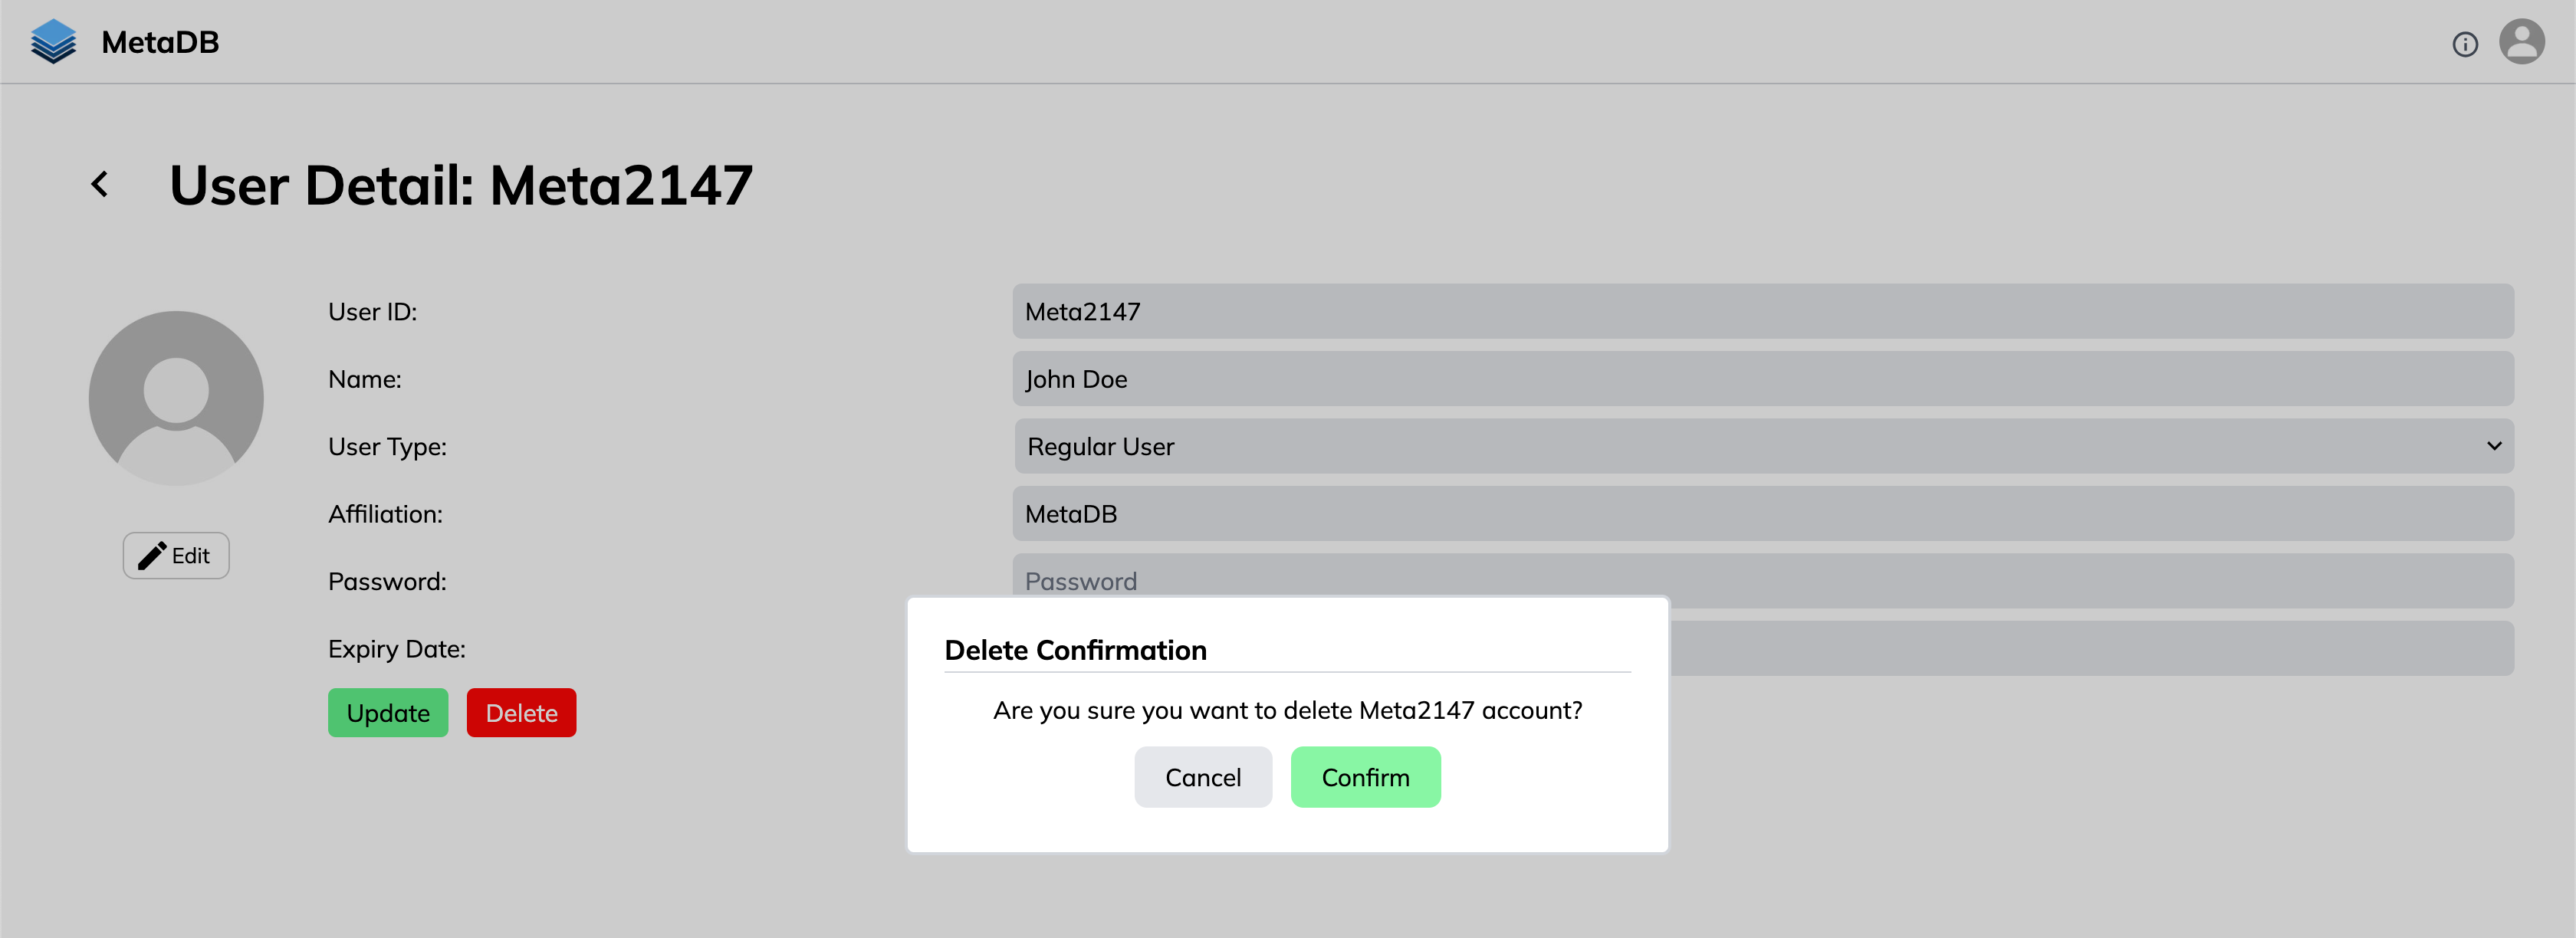 MetaDB
User Detail: Meta2147
User ID:
Meta2147
Name:
John Doe
User Type:
Regular User
Affiliation:
MetaDB
Edit
Password:
Password
Expiry Date:
Update
Delete
Delete Confirmation
Are you sure you want to delete Meta2147 account?
Cancel
Confirm